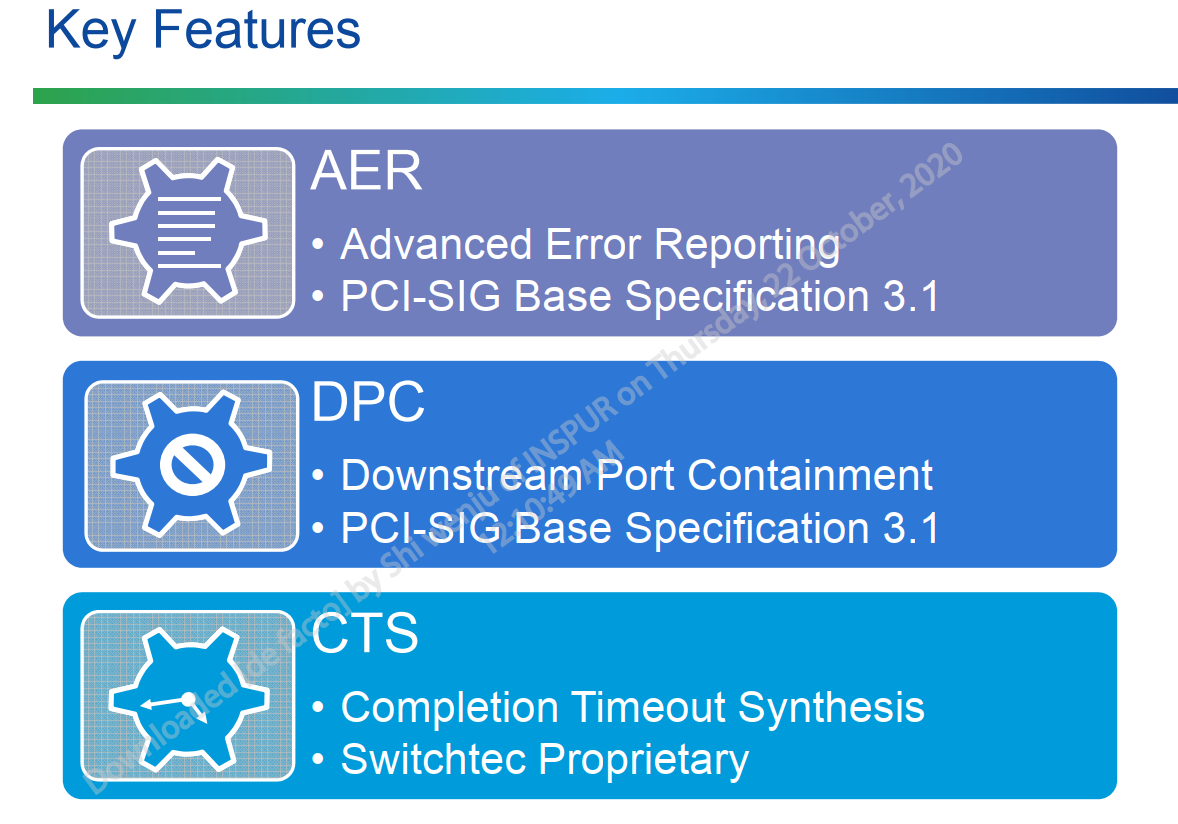 Key Features
AER
• Advanced Error Reporting
• PCI-SIG Base Specification 3.1
DPC
• Downstream Port Containment
• PCI-SIG Base Specification 3.1
CTS
• Completion Timeout Synthesis
• Switchtec Proprietary
Downloaded [de facto] by Shi wenju of INSPUR on Thursday, 22 October, 2020
12:10:49 AM